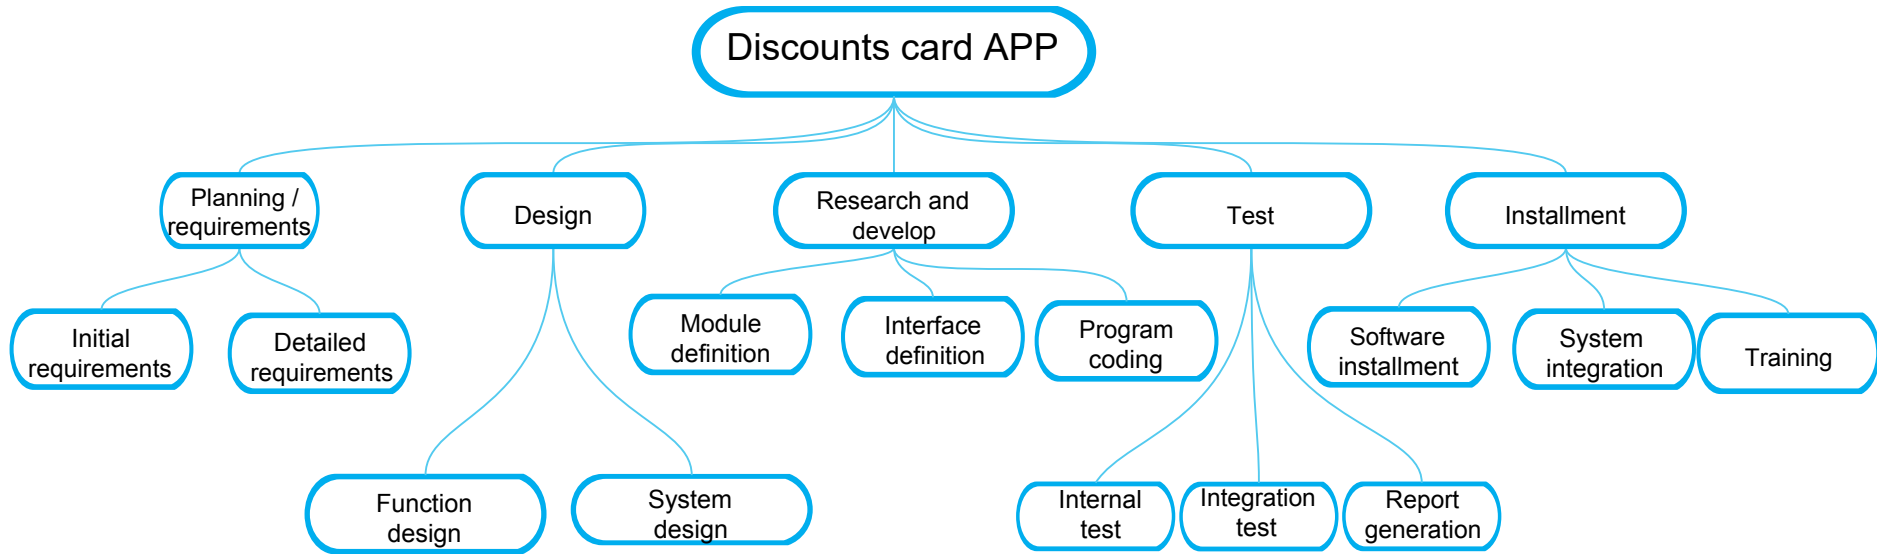 Discounts card APP
Planning /
requirements
Design
Research and
develop
Test
Installment
Initial
requirements
Detailed
requirements
Module
definition
Interface
definition
Program
coding
Software
installment
System
integration
Training
Function
design
System
design
Internal
test
Integration
test
Report
generation